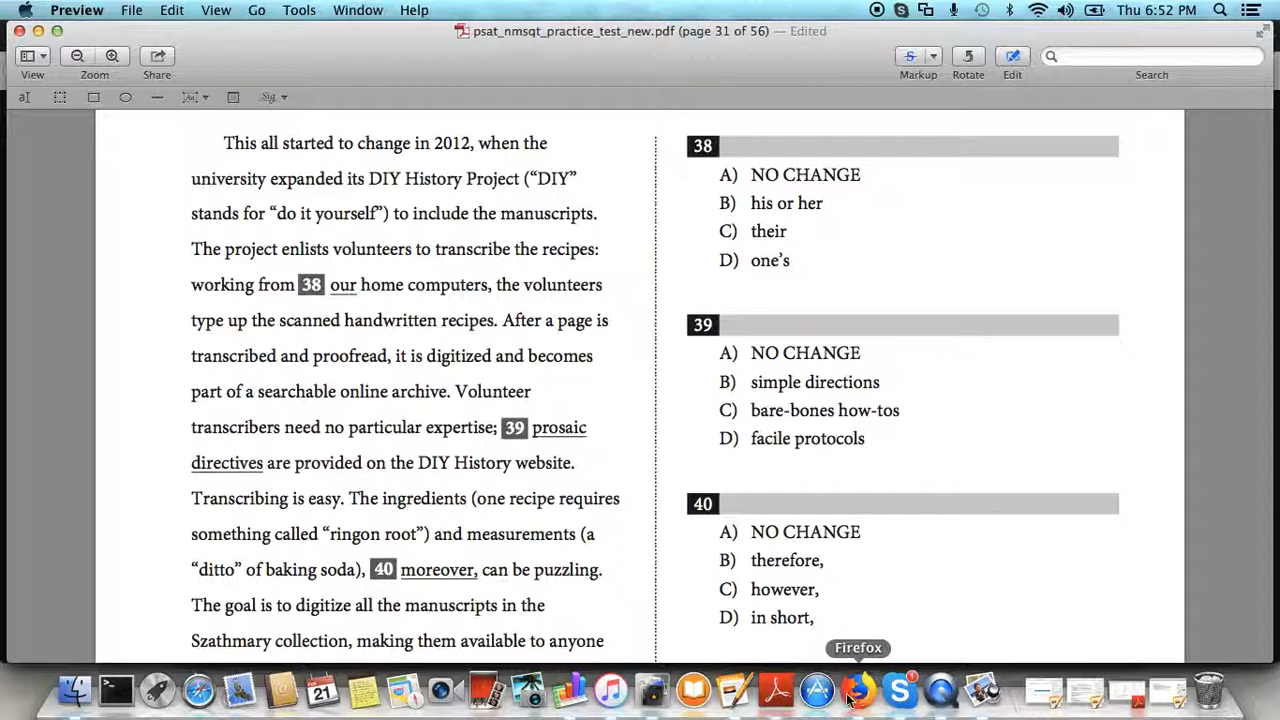 Preview File Edit View Go Tools Window Help Thu 6:52 PM
psat_nmsqt_practice_test_new.pdf (page 31 of 56) — Edited
View Zoom Share Markup Rotate Edit Search
This all started to change in 2012, when the
university expanded its DIY History Project (“DIY”
stands for “do it yourself”) to include the manuscripts.
The project enlists volunteers to transcribe the recipes:
working from 38 our home computers, the volunteers
type up the scanned handwritten recipes. After a page is
transcribed and proofread, it is digitized and becomes
part of a searchable online archive. Volunteer
transcribers need no particular expertise; 39 prosaic
directives are provided on the DIY History website.
Transcribing is easy. The ingredients (one recipe requires
something called “ringon root”) and measurements (a
“ditto” of baking soda), 40 moreover, can be puzzling.
The goal is to digitize all the manuscripts in the
Szathmary collection, making them available to anyone
38
A) NO CHANGE
B) his or her
C) their
D) one’s
39
A) NO CHANGE
B) simple directions
C) bare-bones how-tos
D) facile protocols
40
A) NO CHANGE
B) therefore,
C) however,
D) in short,
Firefox